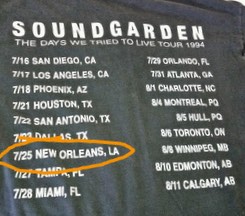 SOUNDGARDEN
THE DAYS WE TRIED TO LIVE TOUR 1994
7/16 SAN DIEGO, CA
7/17 LOS ANGELES, CA
7/18 PHOENIX, AZ
7/21 HOUSTON, TX
7/22 SAN ANTONIO, TX
7/23 DALLAS, TX
7/25 NEW ORLEANS, LA
7/27 TAMPA, FL
7/28 MIAMI, FL
7/29 ORLANDO, FL
7/31 ATLANTA, GA
8/1 CHARLOTTE, NC
8/4 MONTREAL, PQ
8/5 HULL, PQ
8/6 TORONTO, ON
8/8 WINNIPEG, MB
8/10 EDMONTON, AB
8/11 CALGARY, AB